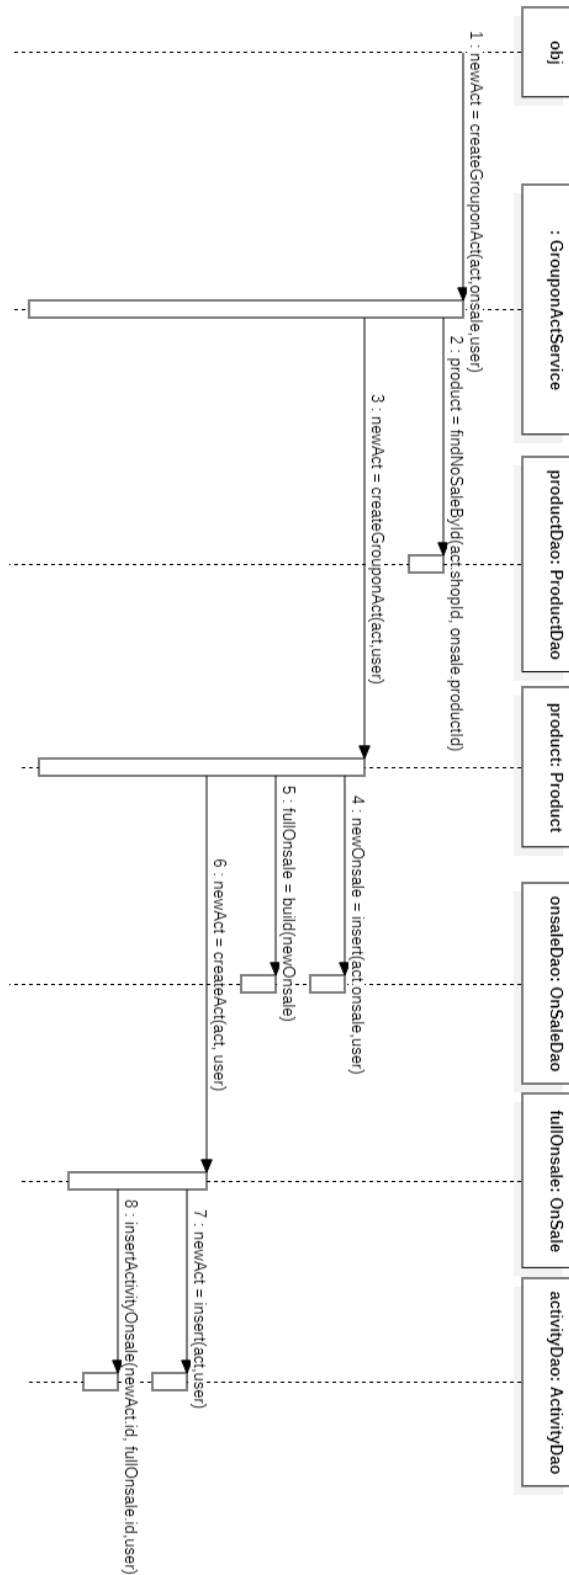 obj
: GrouponActService
productDao: ProductDao
product: Product
onsaleDao: OnSaleDao
fullOnsale: OnSale
activityDao: ActivityDao
1 : newAct = createGrouponAct(act,onsale,user)
2 : product = findNoSaleById(act.shopId, onsale.productId)
3 : newAct = createGrouponAct(act,user)
4 : newOnsale = insert(act.onsale,user)
5 : fullOnsale = build(newOnsale)
6 : newAct = createAct(act, user)
7 : newAct = insert(act,user)
8 : insertActivityOnsale(newAct.id, fullOnsale.id,user)